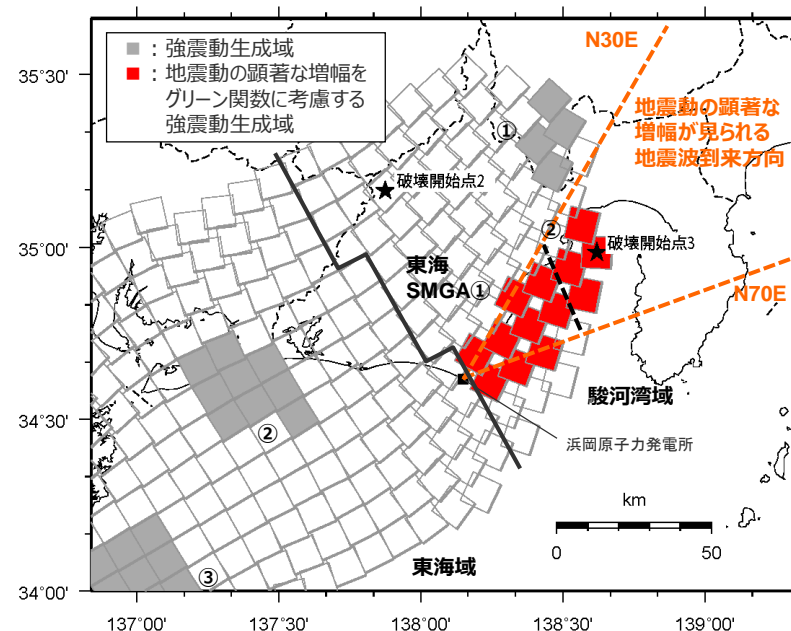 ■：強震動生成域
■：地震動の顕著な増幅を
グリーン関数に考慮する
強震動生成域
N30E
地震動の顕著な
増幅が見られる
地震波到来方向
①
破壊開始点2
②
破壊開始点3
東海
SMGA①
N70E
駿河湾域
②
浜岡原子力発電所
km
0 50
東海域
③
35°30'
35°00'
34°30'
34°00'
137°00' 137°30' 138°00' 138°30' 139°00'